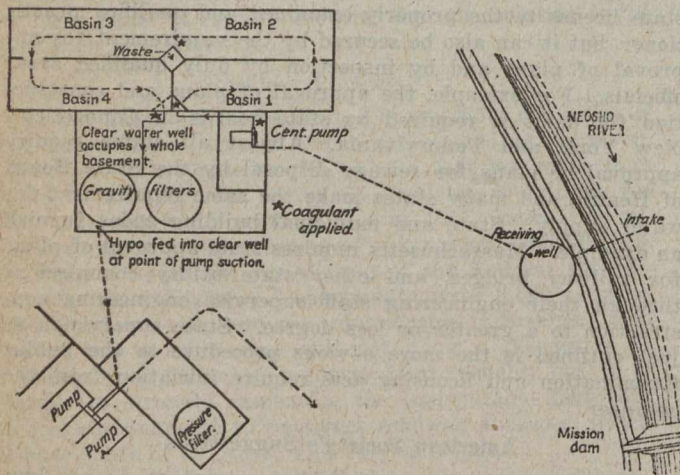 Basin 3
Basin 2
Waste
Basin 4
Basin 1
Clear water well
occupies whole
basement.
*
*
Cent. pump
Gravity
filters
*Coagulant
applied.
Hypo fed into clear well
at point of pump suction.
NEOSHO
RIVER
intake
Receiving
well
Pump
Pump
Pressure
filter.
Mission
dam